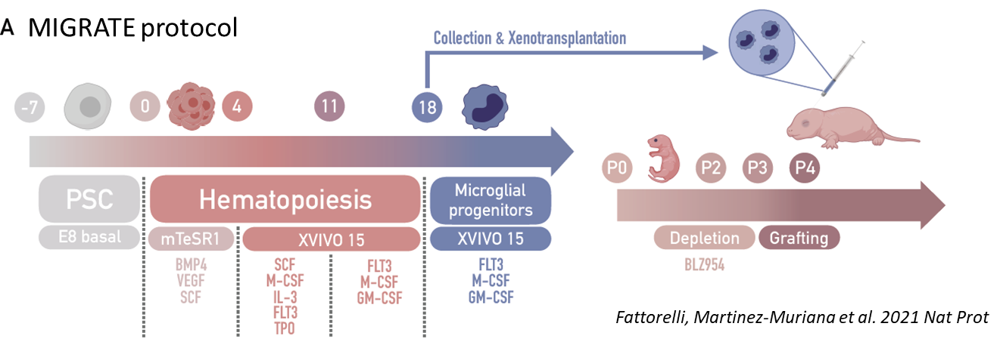 A MIGRATE protocol
Collection & Xenotransplantation
-7
0
4
11
18
PSC
Hematopoiesis
Microglial
progenitors
E8 basal
mTeSR1
XVIVO 15
XVIVO 15
BMP4
VEGF
SCF
SCF
M-CSF
IL-3
FLT3
TPO
FLT3
M-CSF
GM-CSF
FLT3
M-CSF
GM-CSF
P0
P2
P3
P4
Depletion
Grafting
BLZ954
Fattorelli, Martinez-Muriana et al. 2021 Nat Prot